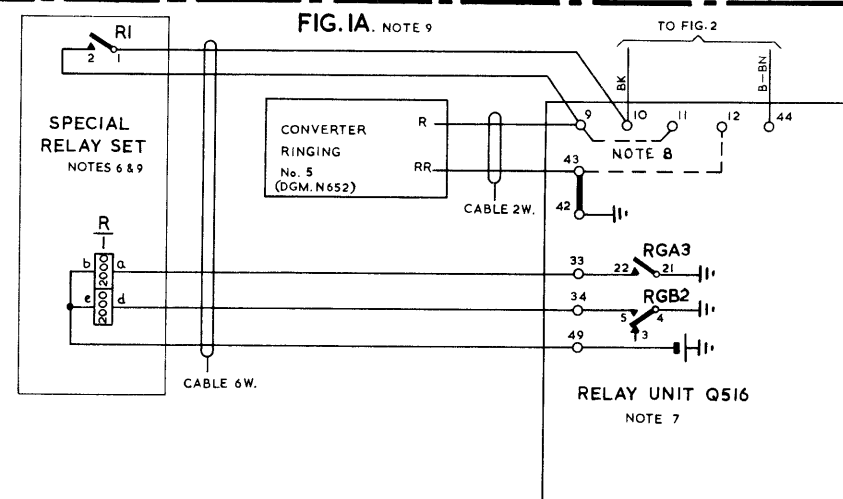 FIG. 1A. NOTE 9
TO FIG. 2
R1
2 1
BK
B-BN
9 10 11 12 44
SPECIAL
RELAY SET
NOTES 6 & 9
CONVERTER
RINGING
No. 5
(DGM. N652)
R
RR
NOTE 8
43
42
CABLE 2W.
R
1
b a
2000
e d
2000
33
22 21
RGA3
34
RGB2
5 4
3
49
CABLE 6W.
RELAY UNIT Q516
NOTE 7